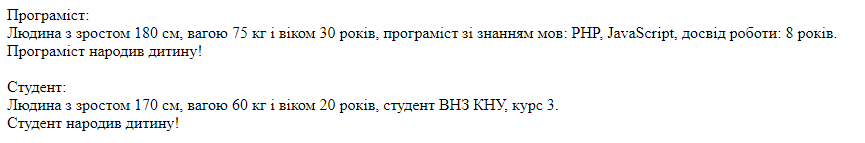 Програміст:
Людина з зростом 180 см, вагою 75 кг і віком 30 років, програміст зі знанням мов: PHP, JavaScript, досвід роботи: 8 років.
Програміст народив дитину!
Студент:
Людина з зростом 170 см, вагою 60 кг і віком 20 років, студент ВНЗ КНУ, курс 3.
Студент народив дитину!